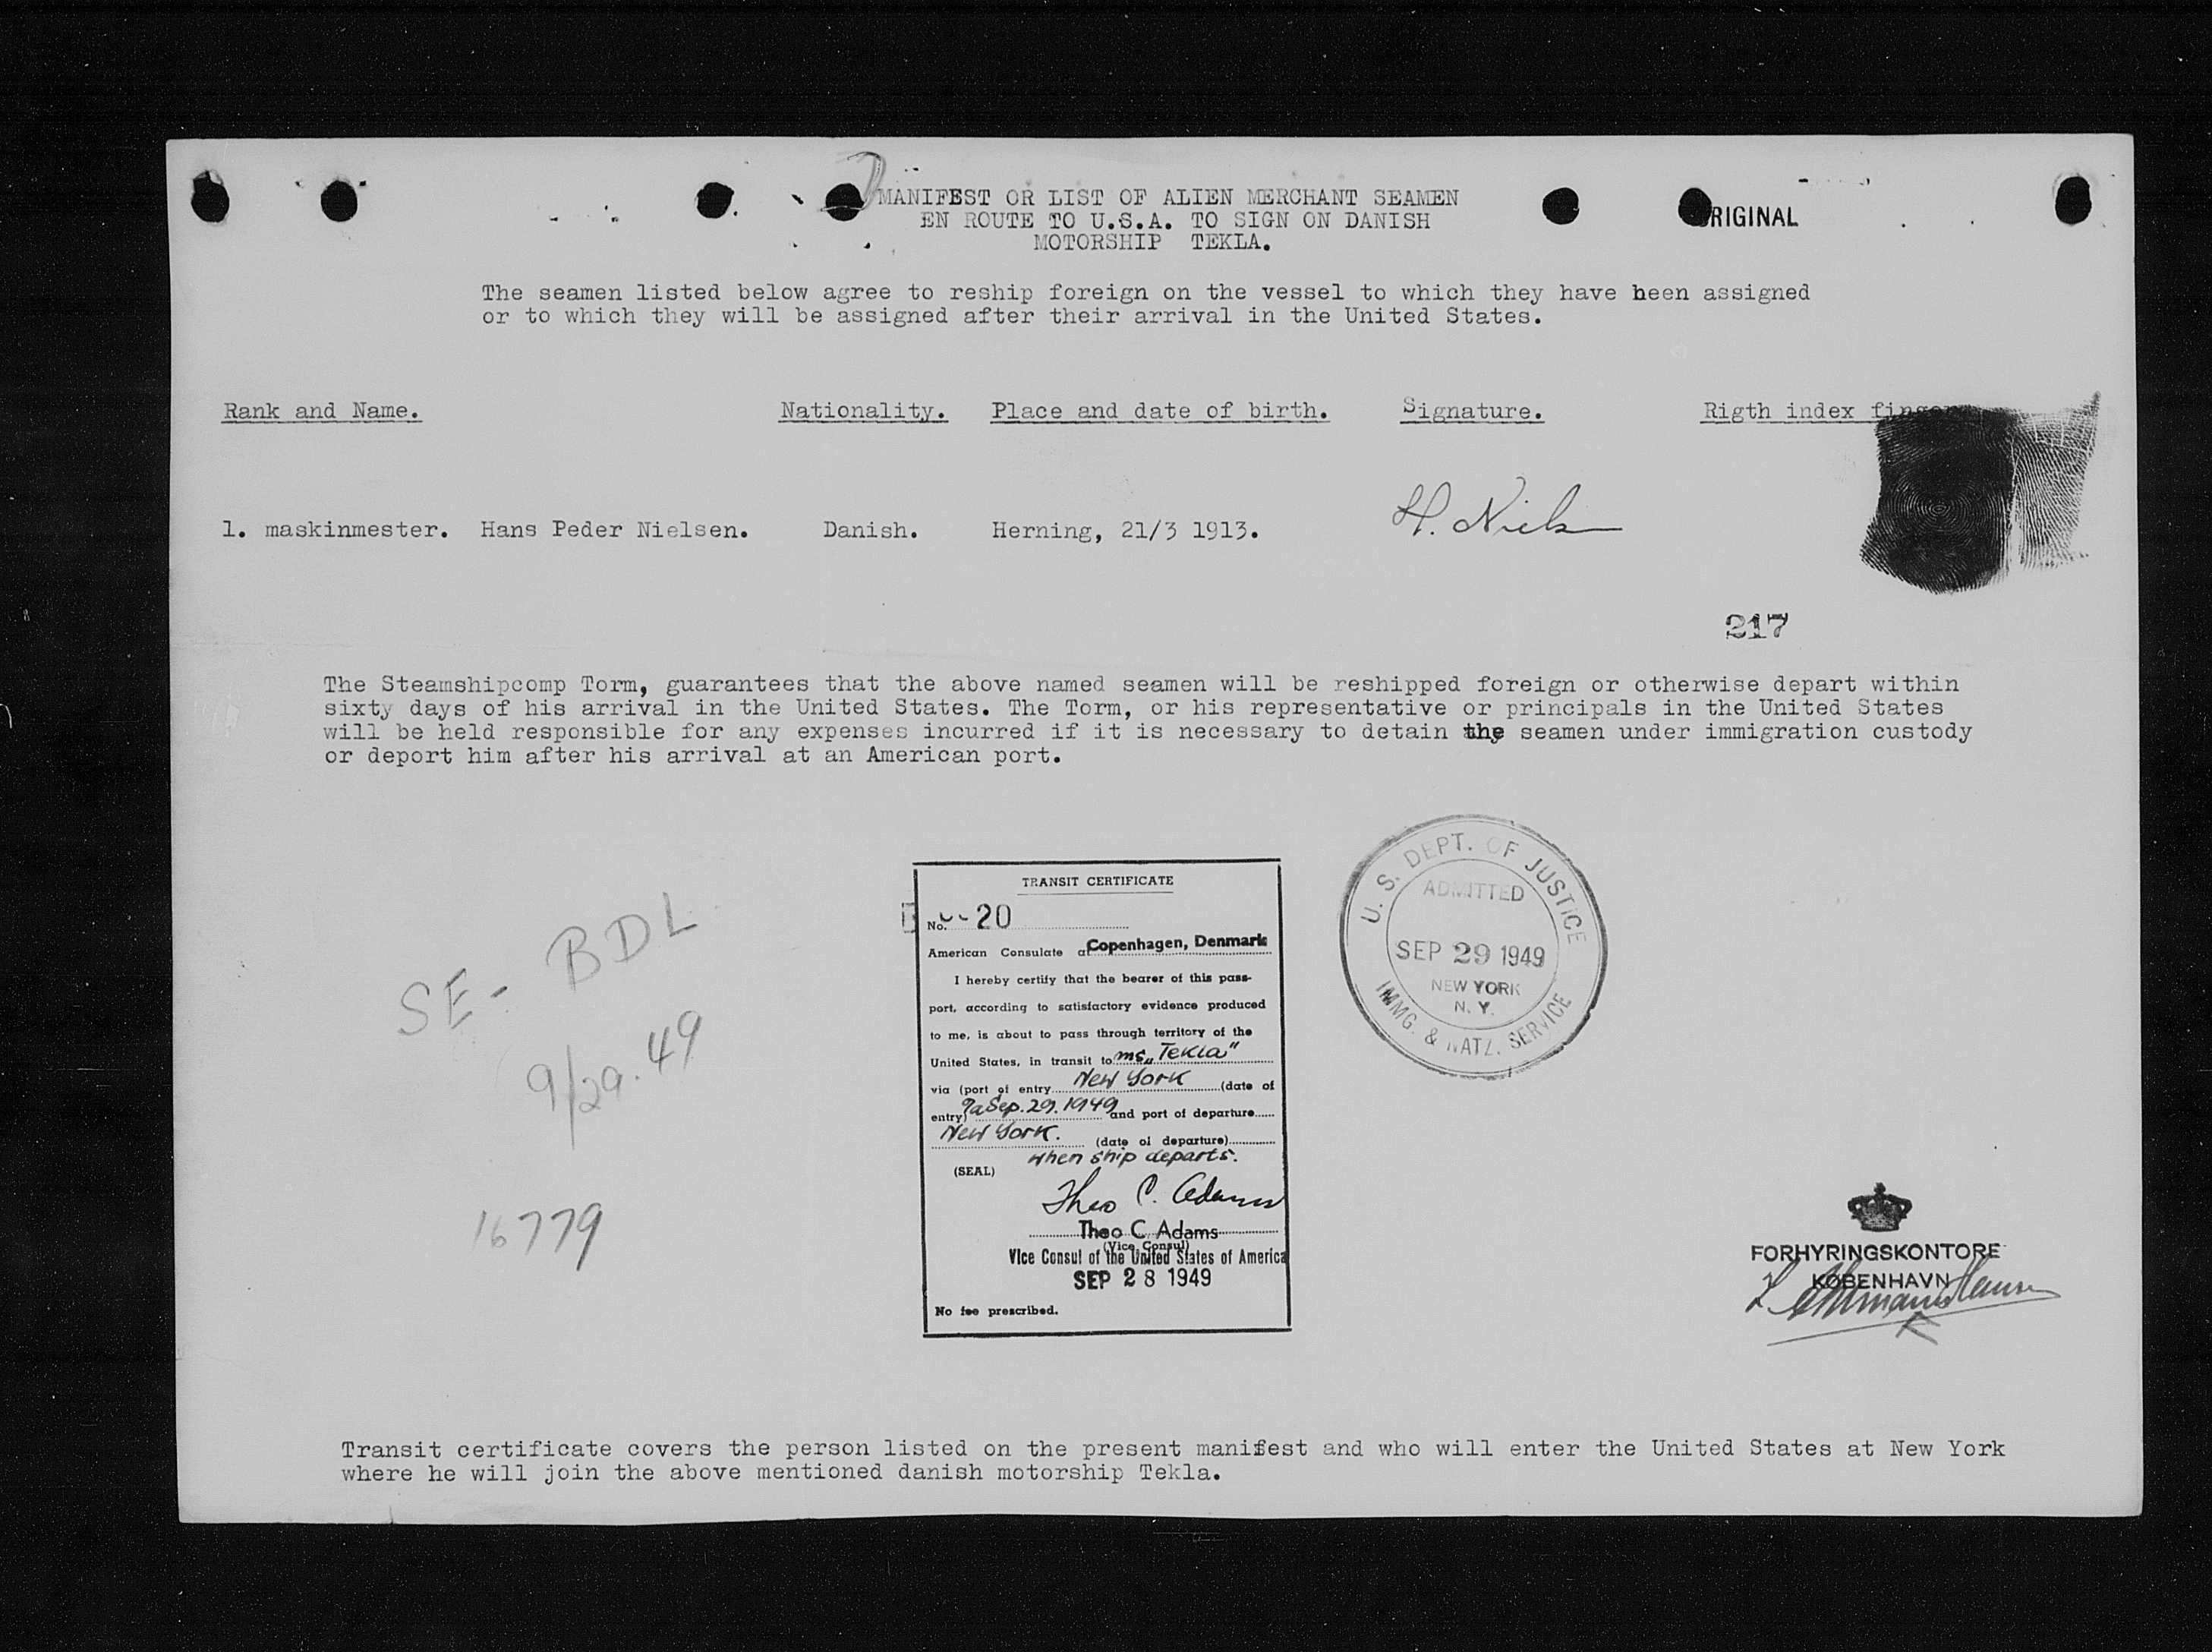 MANIFEST OR LIST OF ALIEN MERCHANT SEAMEN
EN ROUTE TO U.S.A. TO SIGN ON DANISH
MOTORSHIP TEKLA.
RIGINAL
The seamen listed below agree to reship foreign on the vessel to which they have been assigned
or to which they will be assigned after their arrival in the United States.
Rank and Name. Nationality. Place and date of birth. Signature. Rigth index finger
1. maskinmester. Hans Peder Nielsen. Danish. Herning, 21/3 1913. H. Niels
217
The Steamshipcomp Torm, guarantees that the above named seamen will be reshipped foreign or otherwise depart within
sixty days of his arrival in the United States. The Torm, or his representative or principals in the United States
will be held responsible for any expenses incurred if it is necessary to detain the seamen under immigration custody
or deport him after his arrival at an American port.
SE - BDL
9/29.49
16779
TRANSIT CERTIFICATE
No. 20
American Consulate at Copenhagen, Denmark
I hereby certify that the bearer of this pass-
port, according to satisfactory evidence produced
to me, is about to pass through territory of the
United States, in transit to ms „Tekla"
via (port of entry New York (date of
entry) Sep. 29. 1949 and port of departure
New York. (date of departure)
when ship departs.
(SEAL)
Theo C. Adams
Theo C. Adams
(Vice Consul)
Vice Consul of the United States of America
SEP 28 1949
No fee prescribed.
U. S. DEPT. OF JUSTICE
ADMITTED
SEP 29 1949
NEW YORK
N. Y.
IMMG. & NATZ. SERVICE
FORHYRINGSKONTORE
KØBENHAVN
Transit certificate covers the person listed on the present manifest and who will enter the United States at New York
where he will join the above mentioned danish motorship Tekla.